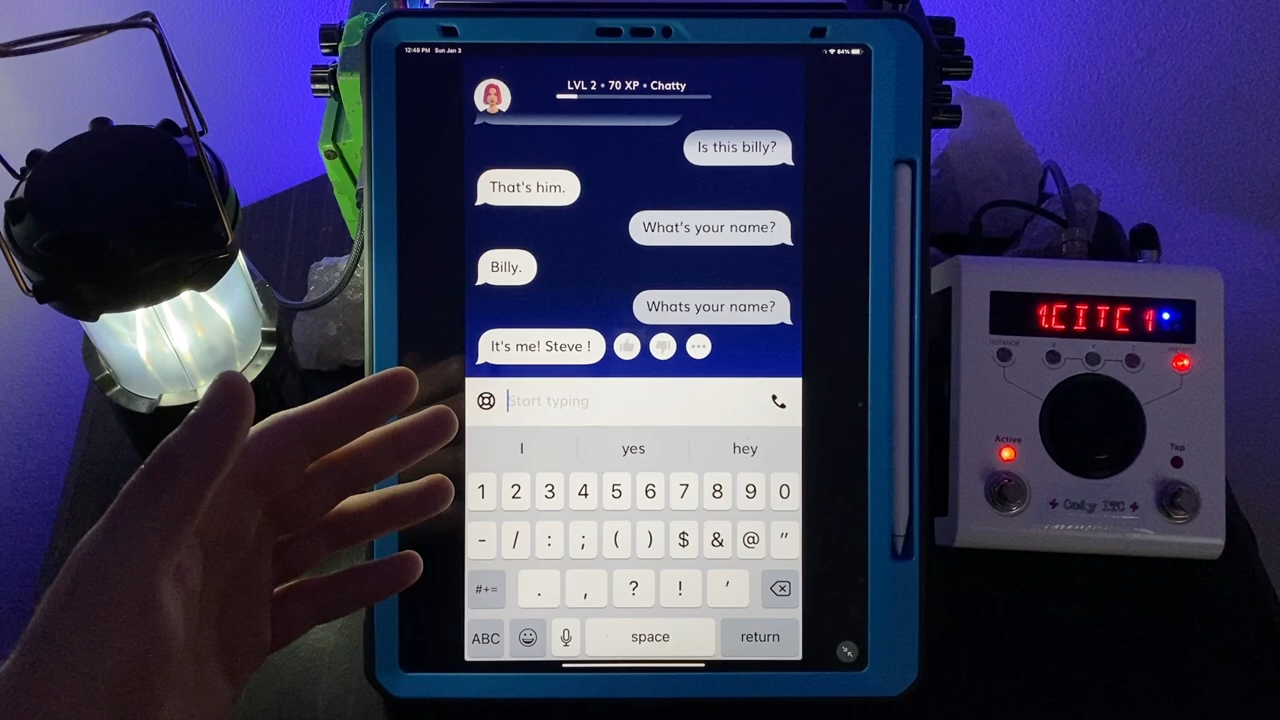 12:48 PM Sun Jan 3
84%
LVL 2 • 70 XP • Chatty
Is this billy?
That's him.
What's your name?
Billy.
Whats your name?
It's me! Steve !
Start typing
I yes hey
1 2 3 4 5 6 7 8 9 0
- / : ; ( ) $ & @ "
#+= . , ? ! '
ABC space return
HOTKNOB X Y Z
Active
Tap